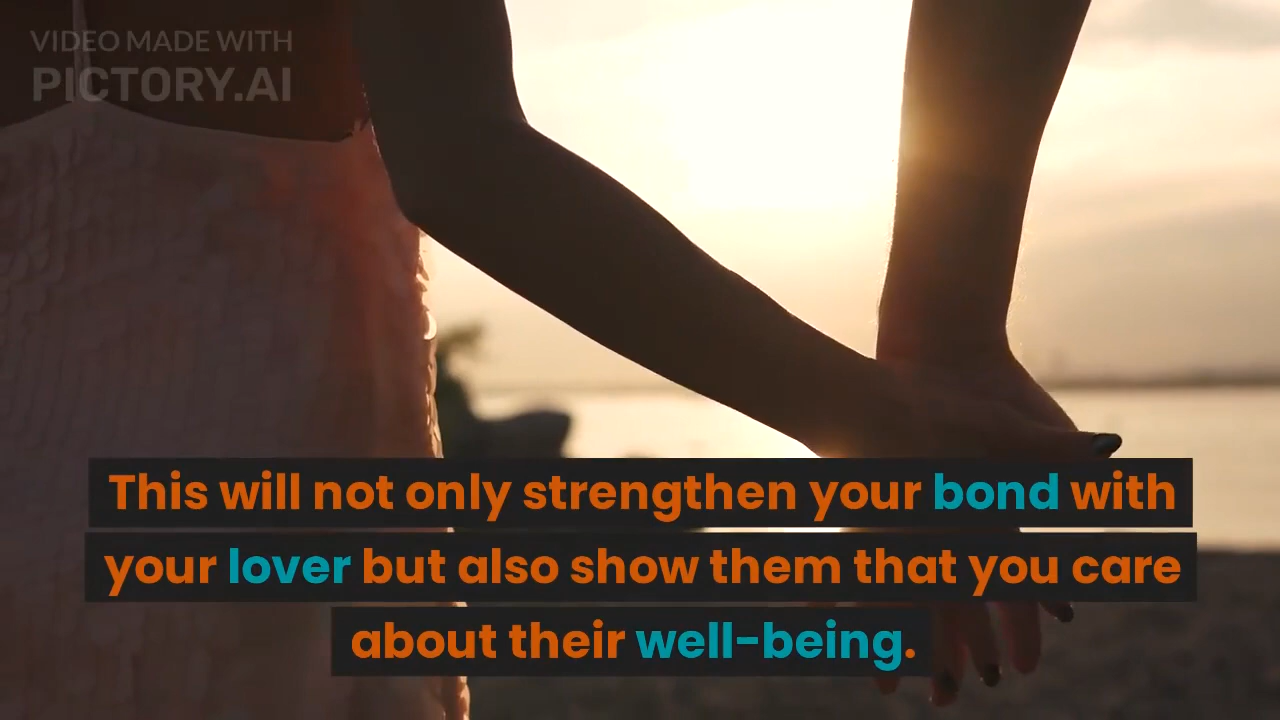 VIDEO MADE WITH
PICTORY.AI
This will not only strengthen your bond with
your lover but also show them that you care
about their well-being.